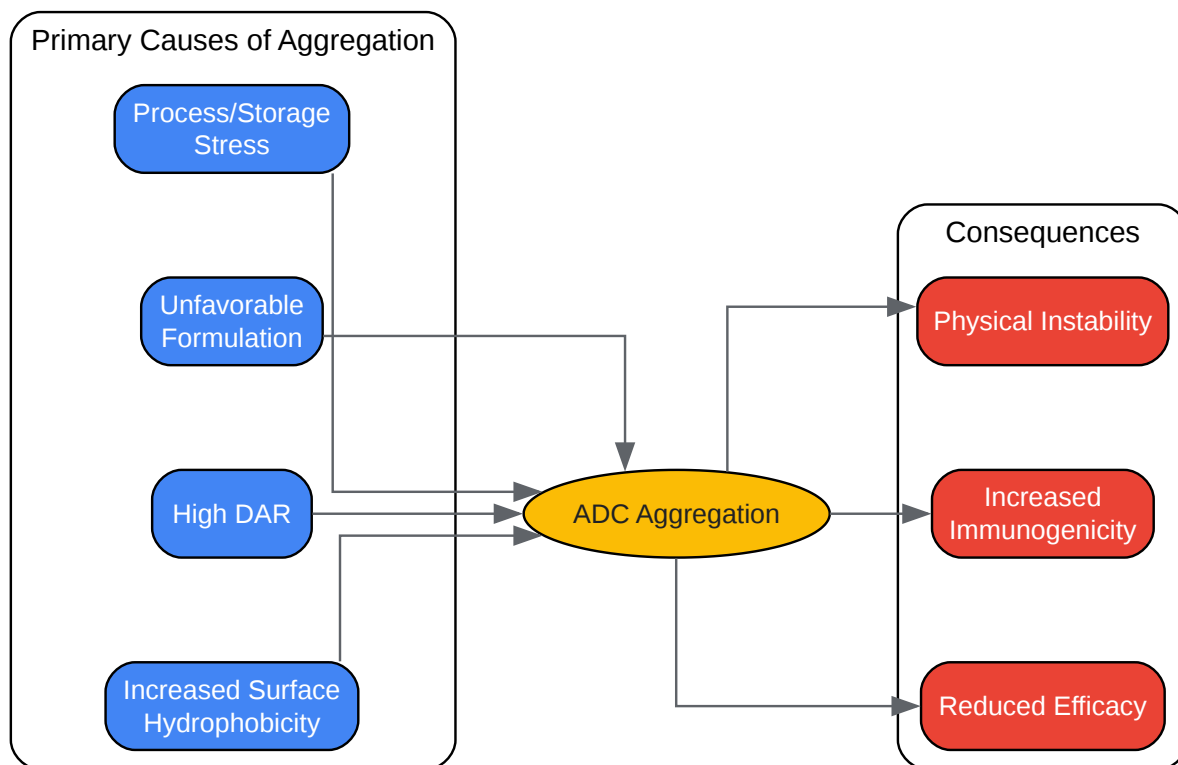 Primary Causes of Aggregation
Process/Storage
Stress
Unfavorable
Formulation
High DAR
Increased Surface
Hydrophobicity
ADC Aggregation
Consequences
Physical Instability
Increased
Immunogenicity
Reduced Efficacy